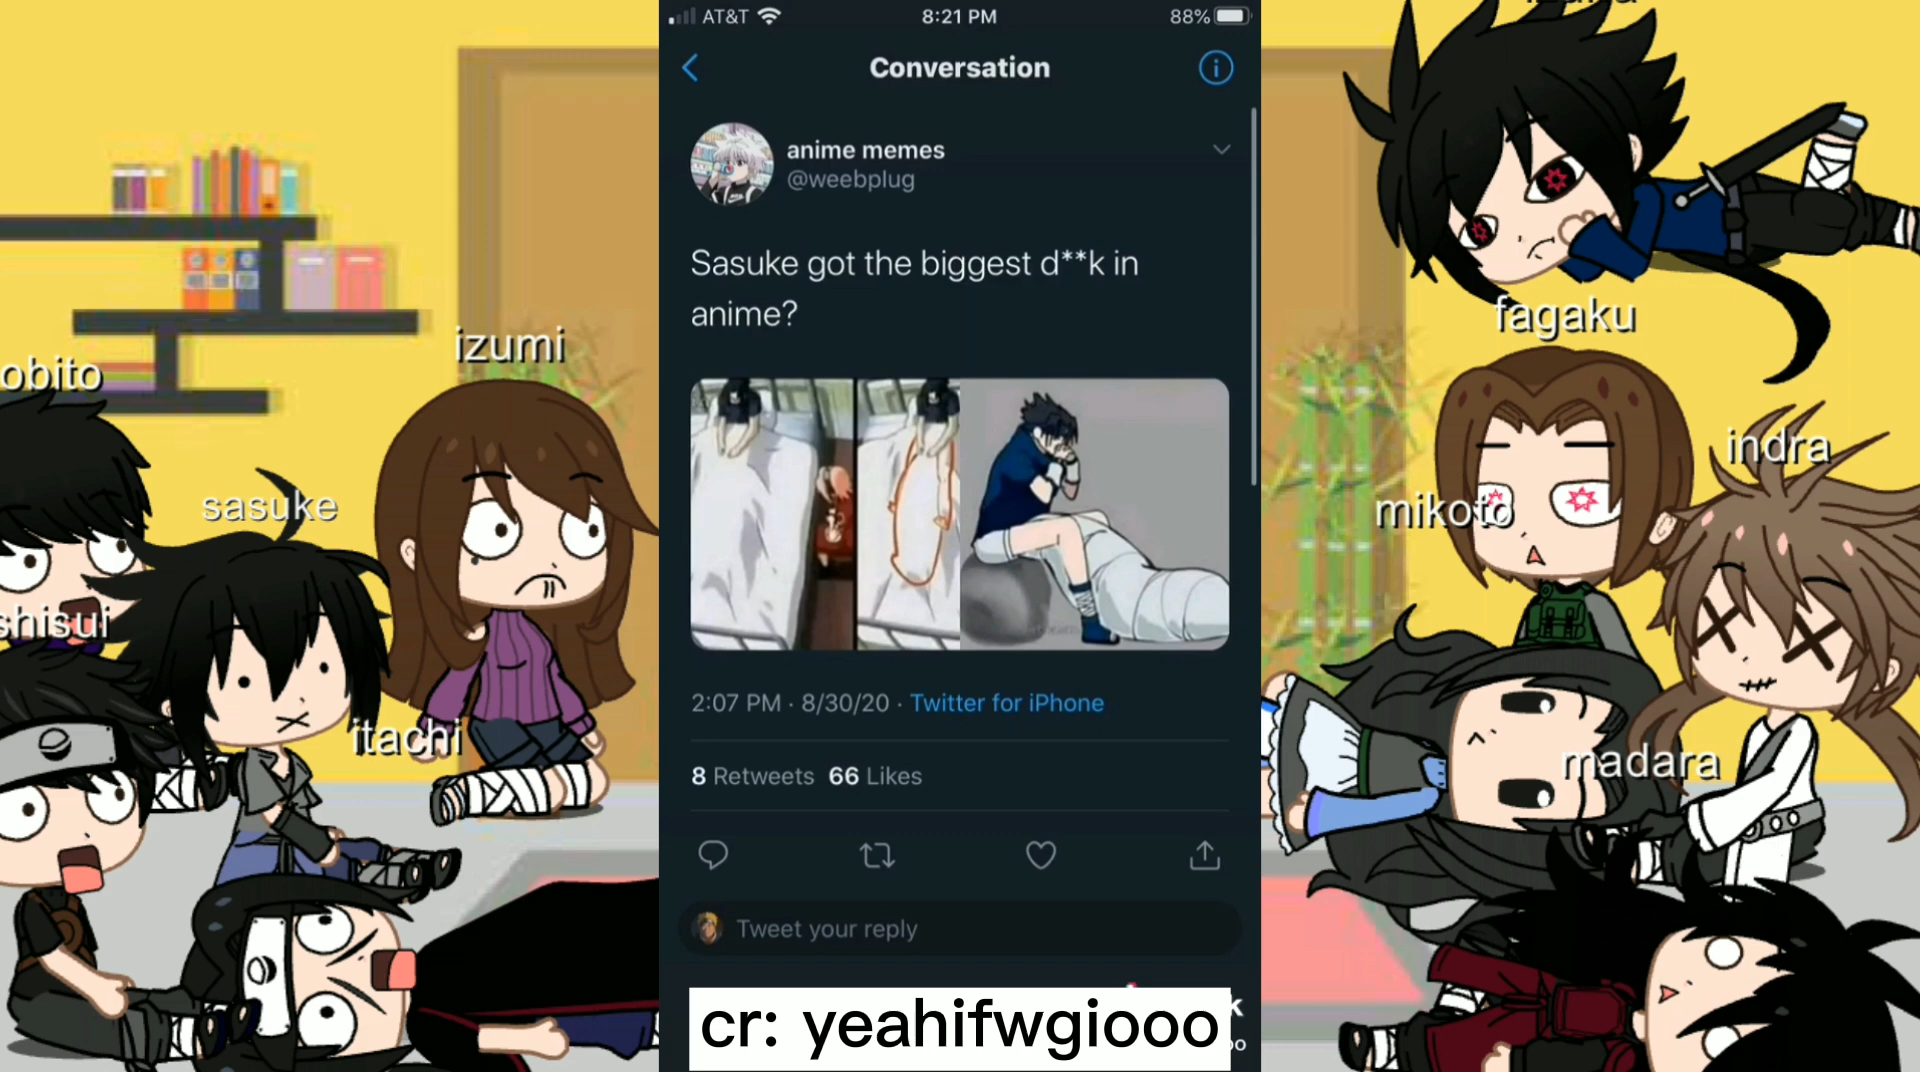 AT&T 8:21 PM 88%
Conversation
anime memes
@weebplug
Sasuke got the biggest d**k in
anime?
2:07 PM · 8/30/20 · Twitter for iPhone
8 Retweets 66 Likes
Tweet your reply
cr: yeahifwgiooo
obito
izumi
sasuke
shisui
itachi
fagaku
indra
mikoto
madara